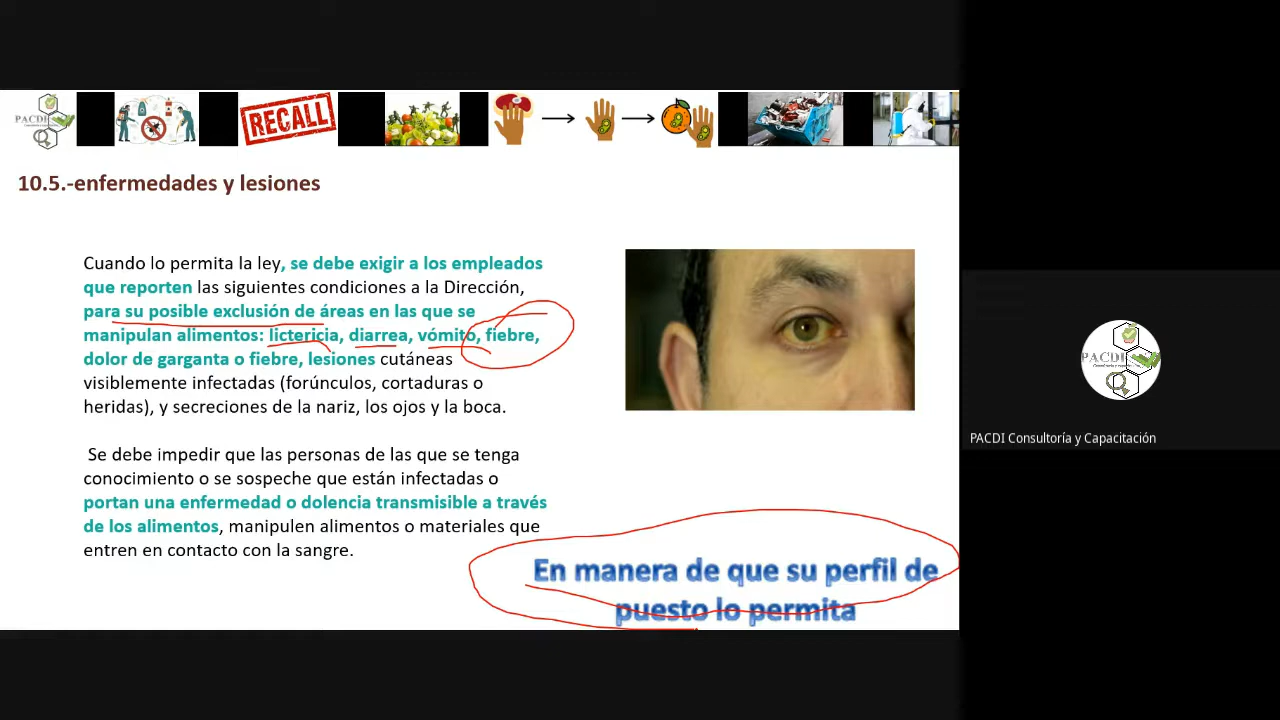 PACDI
RECALL
10.5.-enfermedades y lesiones
Cuando lo permita la ley, se debe exigir a los empleados
que reporten las siguientes condiciones a la Dirección,
para su posible exclusión de áreas en las que se
manipulan alimentos: lictericia, diarrea, vómito, fiebre,
dolor de garganta o fiebre, lesiones cutáneas
visiblemente infectadas (forúnculos, cortaduras o
heridas), y secreciones de la nariz, los ojos y la boca.
Se debe impedir que las personas de las que se tenga
conocimiento o se sospeche que están infectadas o
portan una enfermedad o dolencia transmisible a través
de los alimentos, manipulen alimentos o materiales que
entren en contacto con la sangre.
En manera de que su perfil de
puesto lo permita
PACDI
PACDI Consultoría y Capacitación